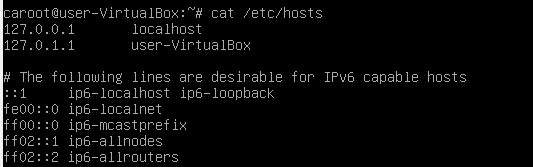 caroot@user-VirtualBox:~# cat /etc/hosts
127.0.0.1       localhost
127.0.1.1       user-VirtualBox

# The following lines are desirable for IPv6 capable hosts
::1     ip6-localhost ip6-loopback
fe00::0 ip6-localnet
ff00::0 ip6-mcastprefix
ff02::1 ip6-allnodes
ff02::2 ip6-allrouters